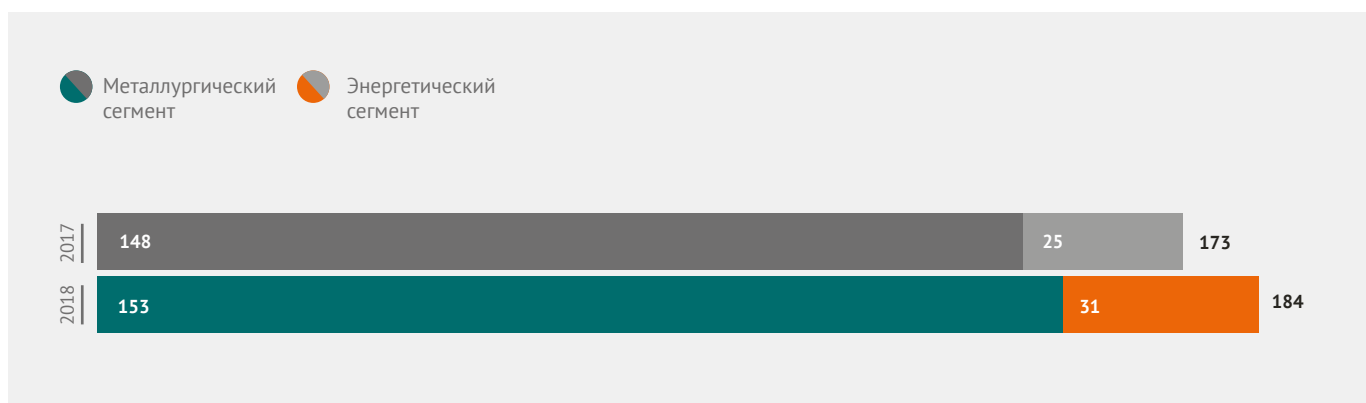 Металлургический
сегмент
Энергетический
сегмент
2017
148
25
173
2018
153
31
184